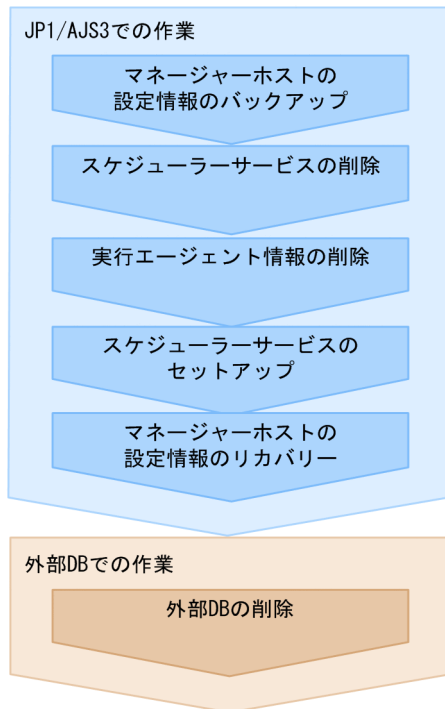 JP1/AJS3での作業
マネージャーホストの
設定情報のバックアップ
スケジューラーサービスの削除
実行エージェント情報の削除
スケジューラーサービスの
セットアップ
マネージャーホストの
設定情報のリカバリー
外部DBでの作業
外部DBの削除